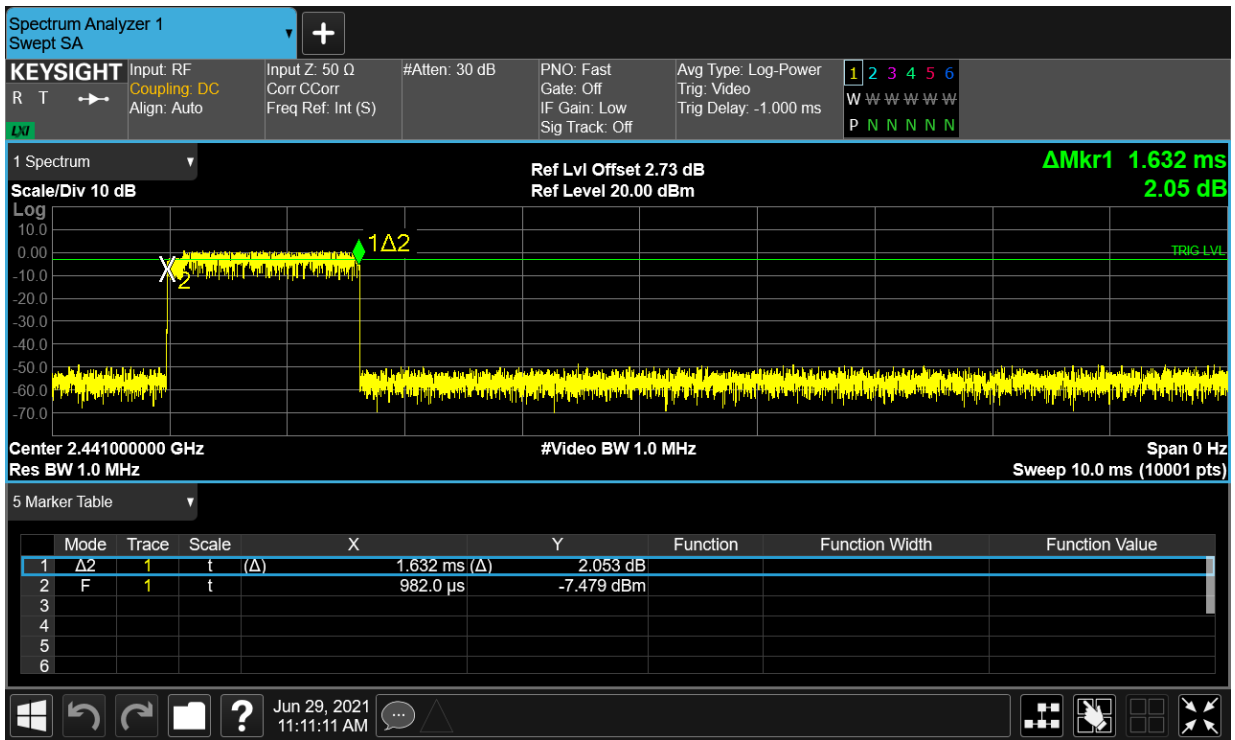 Spectrum Analyzer 1
Swept SA
KEYSIGHT
R T
LXI
Input: RF
Coupling: DC
Align: Auto
Input Z: 50 Ω
Corr CCorr
Freq Ref: Int (S)
#Atten: 30 dB
PNO: Fast
Gate: Off
IF Gain: Low
Sig Track: Off
Avg Type: Log-Power
Trig: Video
Trig Delay: -1.000 ms
1 2 3 4 5 6
W W W W W W
P N N N N N
1 Spectrum
Scale/Div 10 dB
Ref Lvl Offset 2.73 dB
Ref Level 20.00 dBm
ΔMkr1 1.632 ms
2.05 dB
Log
10.0
0.00
-10.0
-20.0
-30.0
-40.0
-50.0
-60.0
-70.0
1Δ2
2
TRIG LVL
Center 2.441000000 GHz
Res BW 1.0 MHz
#Video BW 1.0 MHz
Span 0 Hz
Sweep 10.0 ms (10001 pts)
5 Marker Table
Mode Trace Scale X Y Function Function Width Function Value
1 Δ2 1 t (Δ) 1.632 ms (Δ) 2.053 dB
2 F 1 t 982.0 µs -7.479 dBm
3
4
5
6
?
Jun 29, 2021
11:11:11 AM